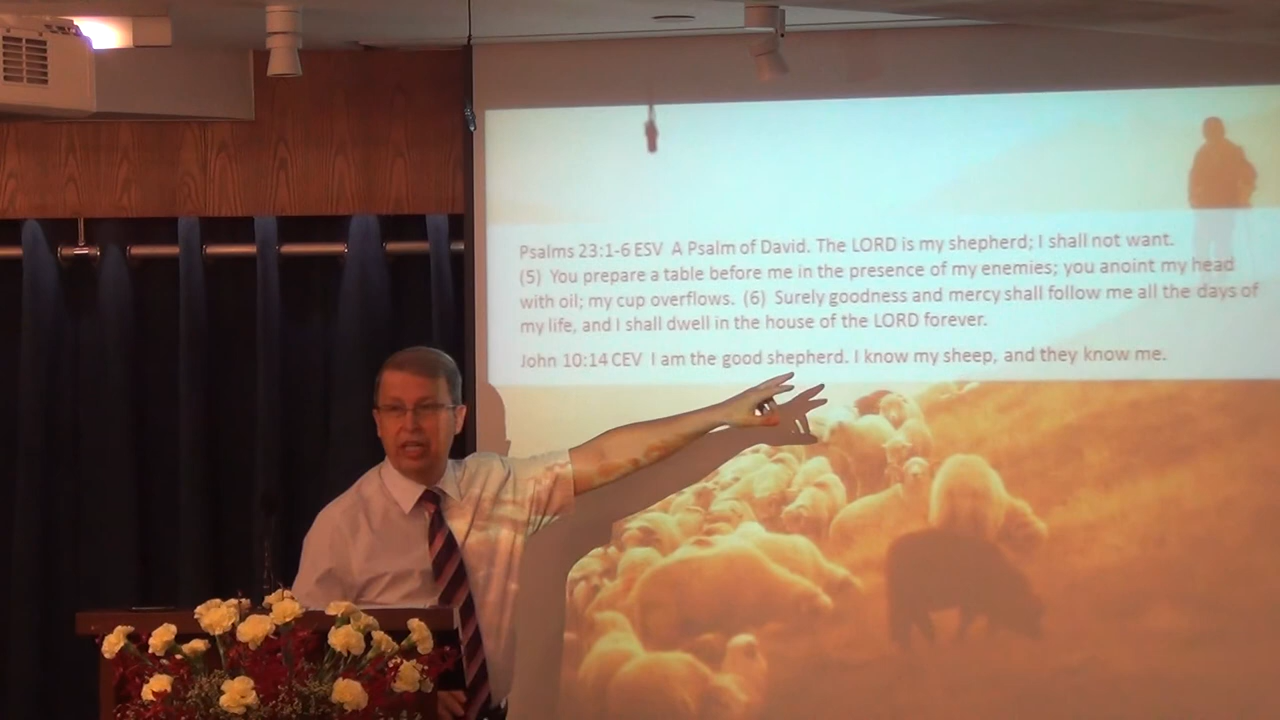 Psalms 23:1-6 ESV A Psalm of David. The LORD is my shepherd; I shall not want.
(5) You prepare a table before me in the presence of my enemies; you anoint my head
with oil; my cup overflows. (6) Surely goodness and mercy shall follow me all the days of
my life, and I shall dwell in the house of the LORD forever.
John 10:14 CEV I am the good shepherd. I know my sheep, and they know me.